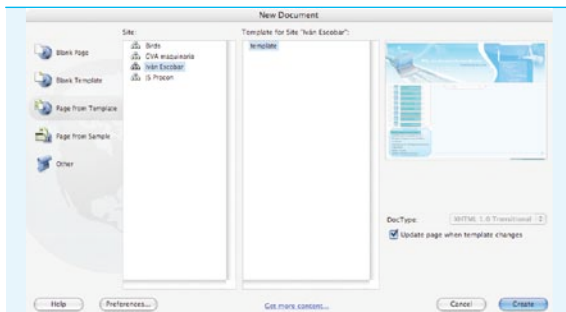 New Document
Site:
Template for Site "Iván Escobar":
Blank Page
Blank Template
Page from Template
Page from Sample
Other
Birds
CVA maquinaria
Iván Escobar
IS Procon
template
DocType:
XHTML 1.0 Transitional
Update page when template changes
Help
Preferences...
Get more content...
Cancel
Create